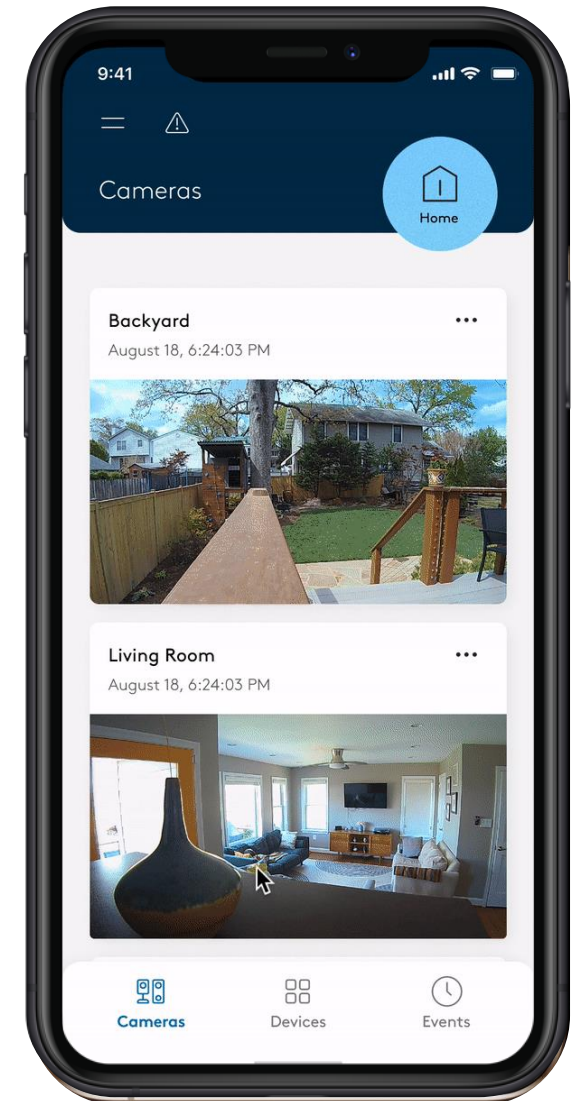 9:41
Cameras
Home
Backyard
August 18, 6:24:03 PM
Living Room
August 18, 6:24:03 PM
Cameras
Devices
Events